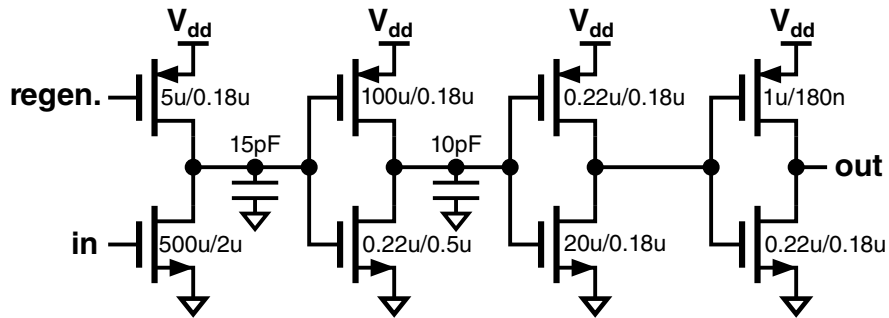 Vdd Vdd Vdd Vdd
regen. 5u/0.18u 100u/0.18u 0.22u/0.18u 1u/180n
15pF 10pF
out
in 500u/2u 0.22u/0.5u 20u/0.18u 0.22u/0.18u